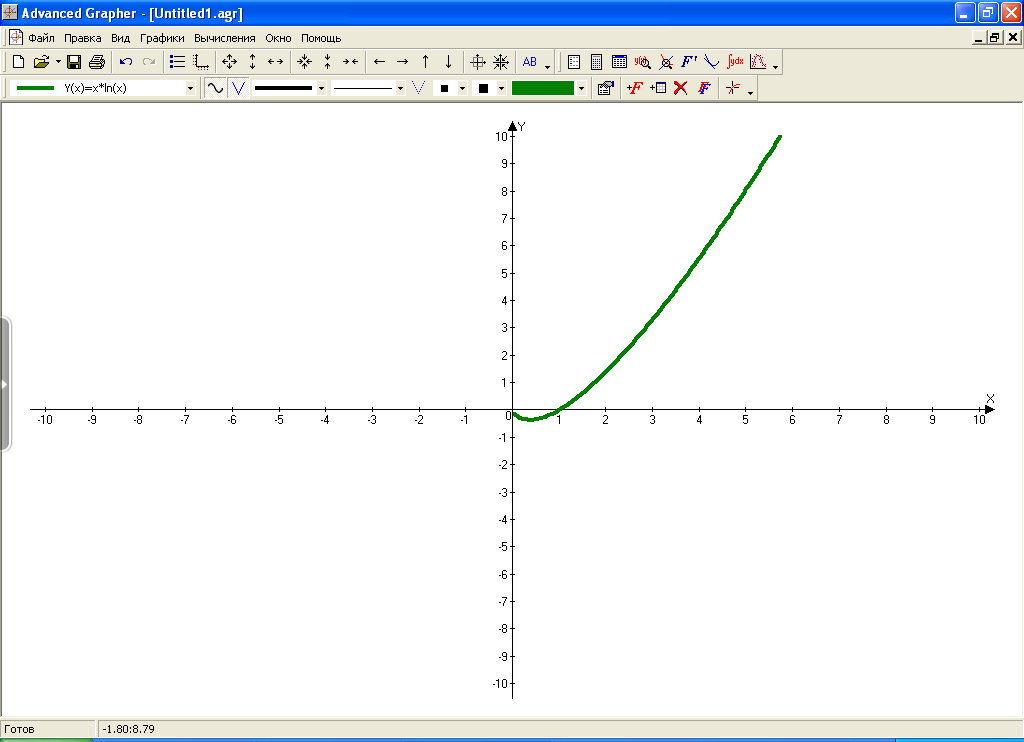 Advanced Grapher - [Untitled1.agr]
Файл Правка Вид Графики Вычисления Окно Помощь
AB F' ∫ydx
Y(x)=x*ln(x) +F F
Y
10
9
8
7
6
5
4
3
2
1
X
-10 -9 -8 -7 -6 -5 -4 -3 -2 -1 0 1 2 3 4 5 6 7 8 9 10
-1
-2
-3
-4
-5
-6
-7
-8
-9
-10
Готов -1.80:8.79